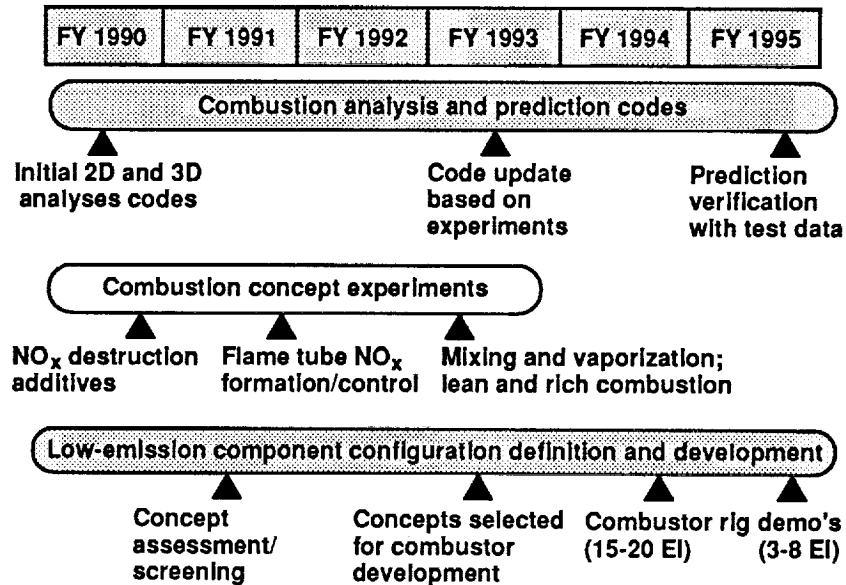 FY 1990 FY 1991 FY 1992 FY 1993 FY 1994 FY 1995
Combustion analysis and prediction codes
Initial 2D and 3D
analyses codes
Code update
based on
experiments
Prediction
verification
with test data
Combustion concept experiments
NOx destruction
additives
Flame tube NOx
formation/control
Mixing and vaporization;
lean and rich combustion
Low-emission component configuration definition and development
Concept
assessment/
screening
Concepts selected
for combustor
development
Combustor rig demo's
(15-20 EI) (3-8 EI)